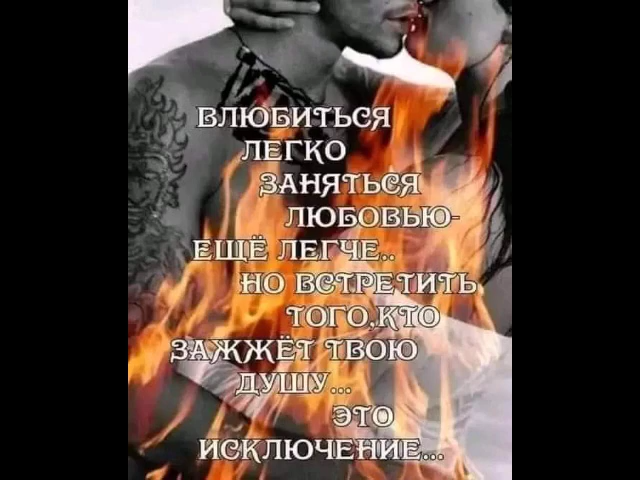 ВЛЮБИТЬСЯ
ЛЕГКО
ЗАНЯТЬСЯ
ЛЮБОВЬЮ-
ЕЩЁ ЛЕГЧЕ..
НО ВСТРЕТИТЬ
ТОГО,КТО
ЗАЖЖЁТ ТВОЮ
ДУШУ...
ЭТО
ИСКЛЮЧЕНИЕ...